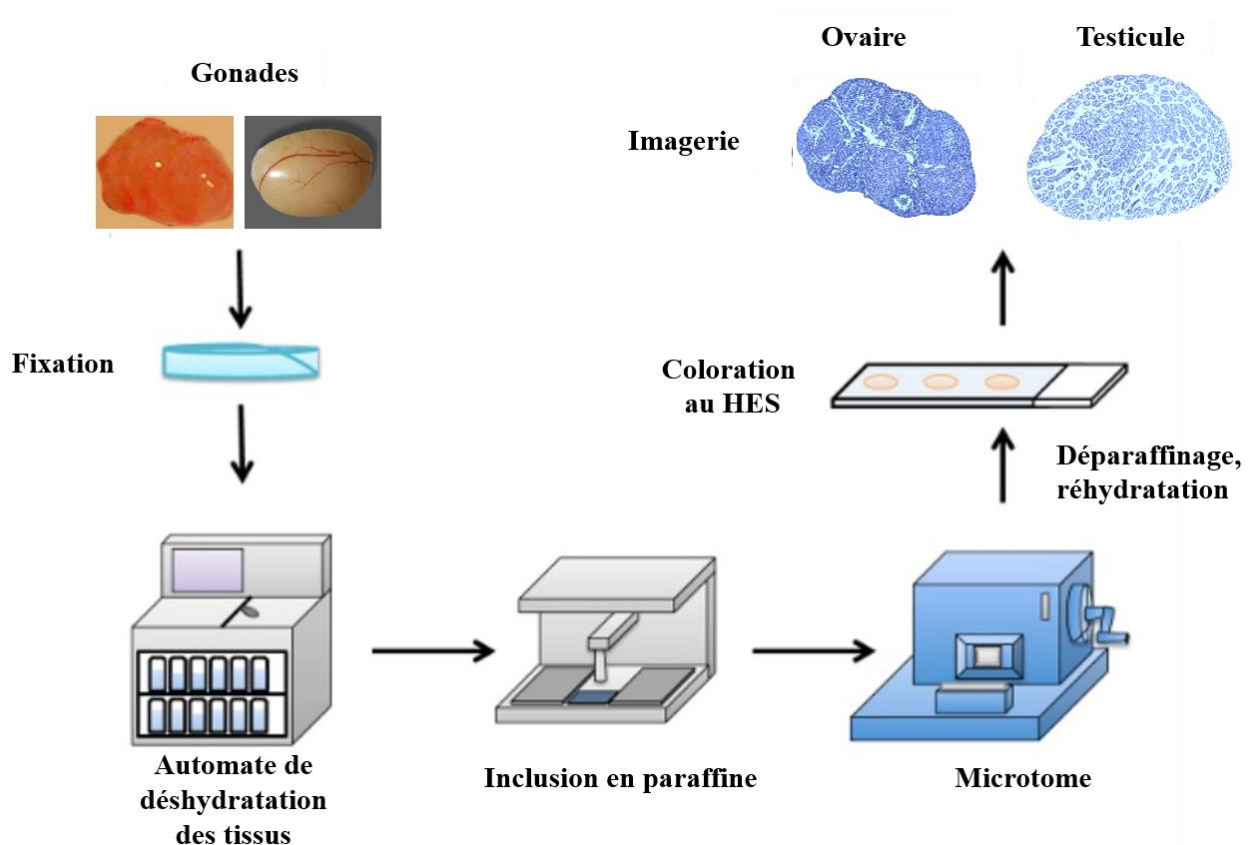 Gonades
Fixation
Automate de
déshydratation
des tissus
Inclusion en paraffine
Microtome
Déparaffinage,
réhydratation
Coloration
au HES
Imagerie
Ovaire
Testicule